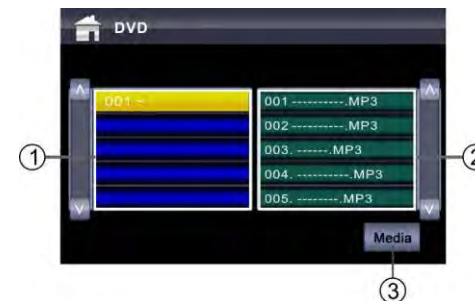 DVD
001 ~
001 ----------.MP3
002 ----------.MP3
003. ------.MP3
004. ----------.MP3
005. --------.MP3
Media
1
2
3